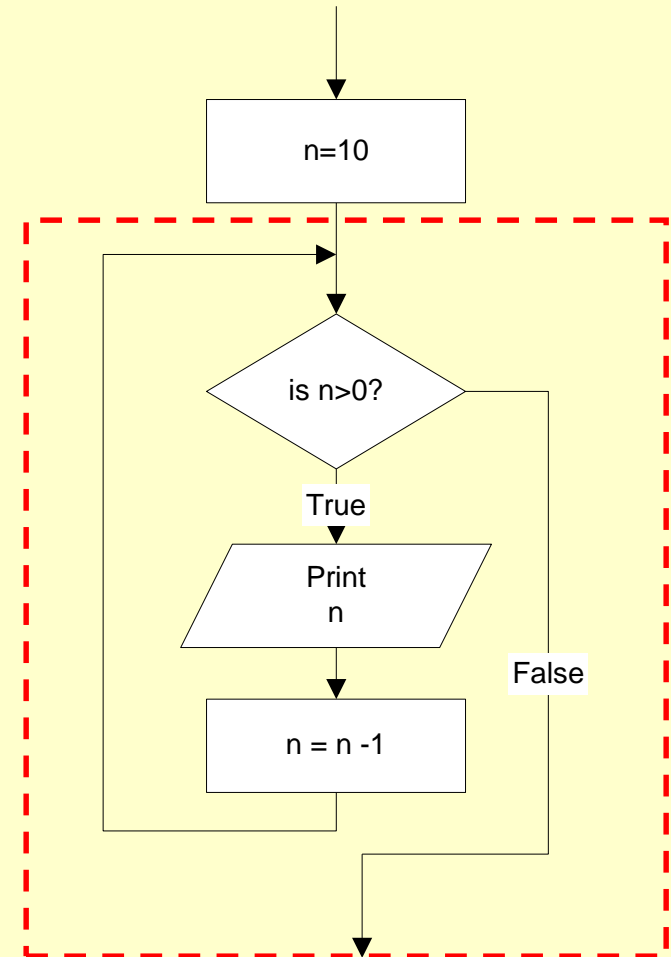 n=10
is n>0?
True
Print
n
False
n = n -1